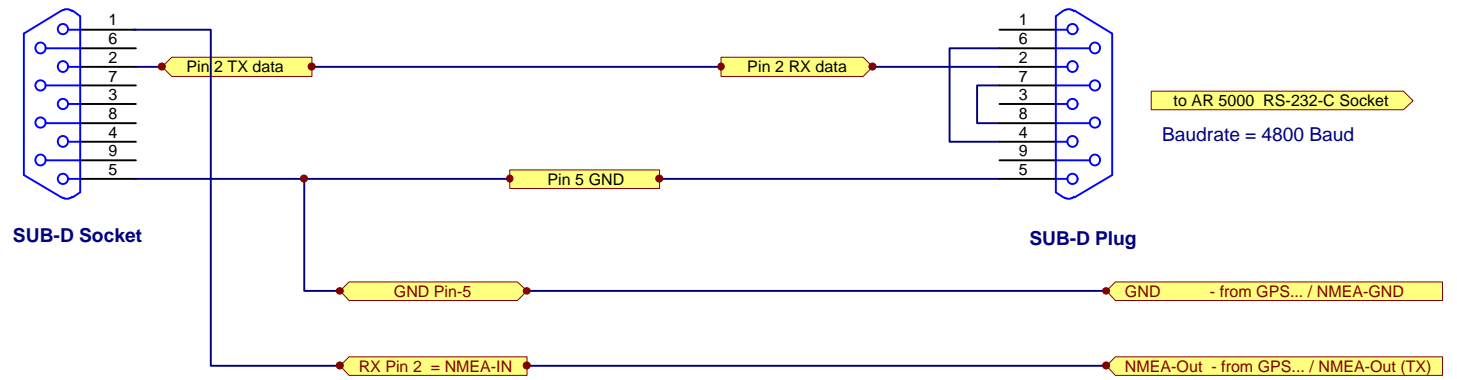 1
6
2
7
3
8
4
9
5
SUB-D Socket
Pin 2 TX data
Pin 2 RX data
Pin 5 GND
1
6
2
7
3
8
4
9
5
SUB-D Plug
to AR 5000 RS-232-C Socket
Baudrate = 4800 Baud
GND Pin-5
GND - from GPS... / NMEA-GND
RX Pin 2 = NMEA-IN
NMEA-Out - from GPS... / NMEA-Out (TX)